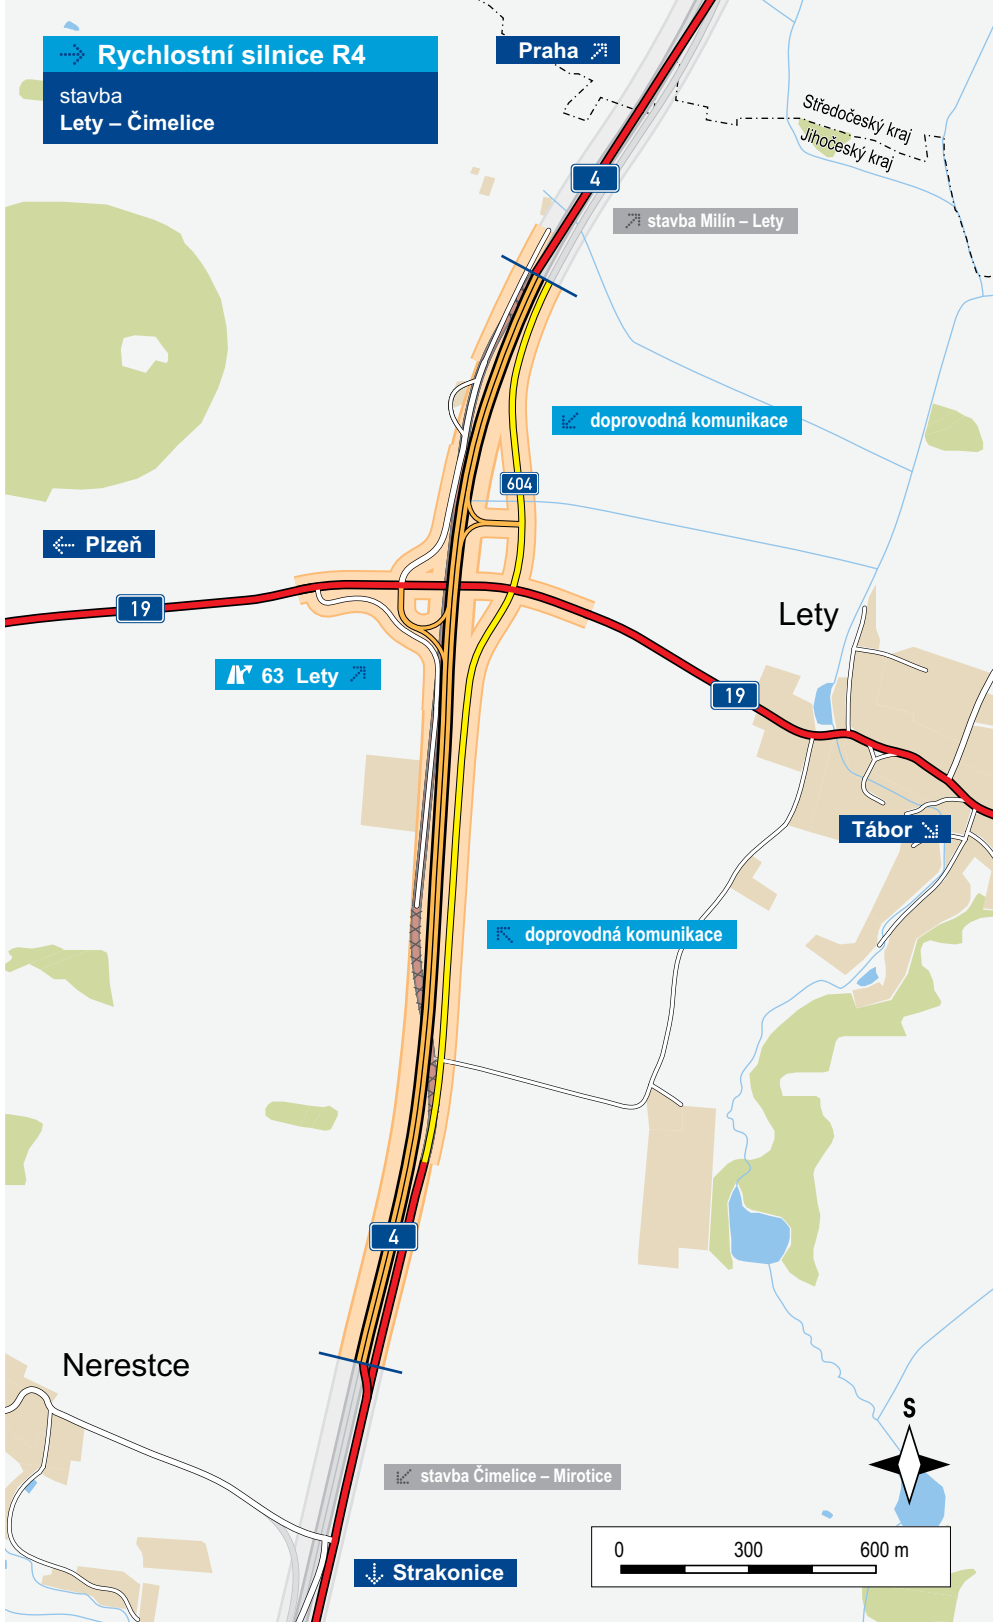 Rychlostní silnice R4
stavba
Lety – Čimelice
Praha
Středočeský kraj
Jihočeský kraj
4
stavba Milín – Lety
doprovodná komunikace
604
Plzeň
19
Lety
63 Lety
19
Tábor
doprovodná komunikace
4
Nerestce
S
stavba Čimelice – Mirotice
0 300 600 m
Strakonice